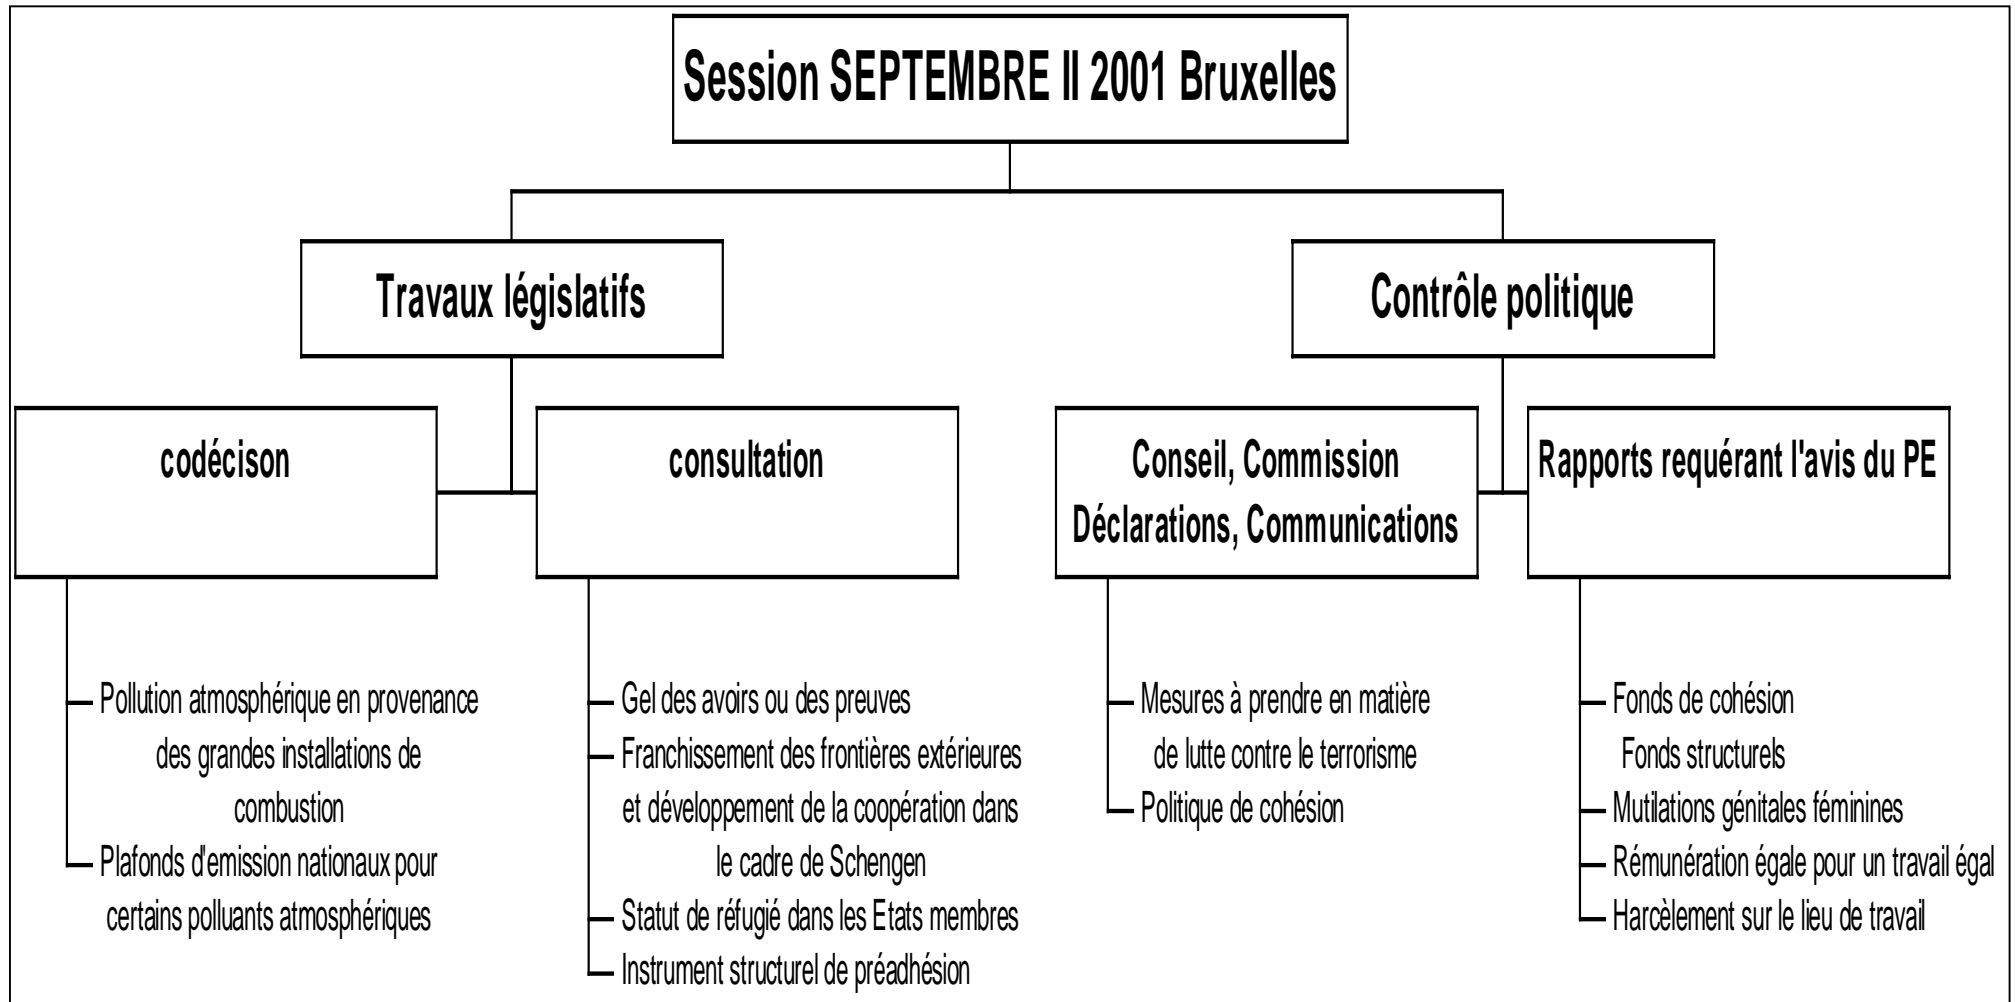 Session SEPTEMBRE II 2001 Bruxelles
Travaux législatifs
Contrôle politique
codécison
consultation
Conseil, Commission
Déclarations, Communications
Rapports requérant l'avis du PE
Pollution atmosphérique en provenance
des grandes installations de
combustion
Plafonds d'emission nationaux pour
certains polluants atmosphériques
Gel des avoirs ou des preuves
Franchissement des frontières extérieures
et développement de la coopération dans
le cadre de Schengen
Statut de réfugié dans les Etats membres
Instrument structurel de préadhésion
Mesures à prendre en matière
de lutte contre le terrorisme
Politique de cohésion
Fonds de cohésion
Fonds structurels
Mutilations génitales féminines
Rémunération égale pour un travail égal
Harcèlement sur le lieu de travail